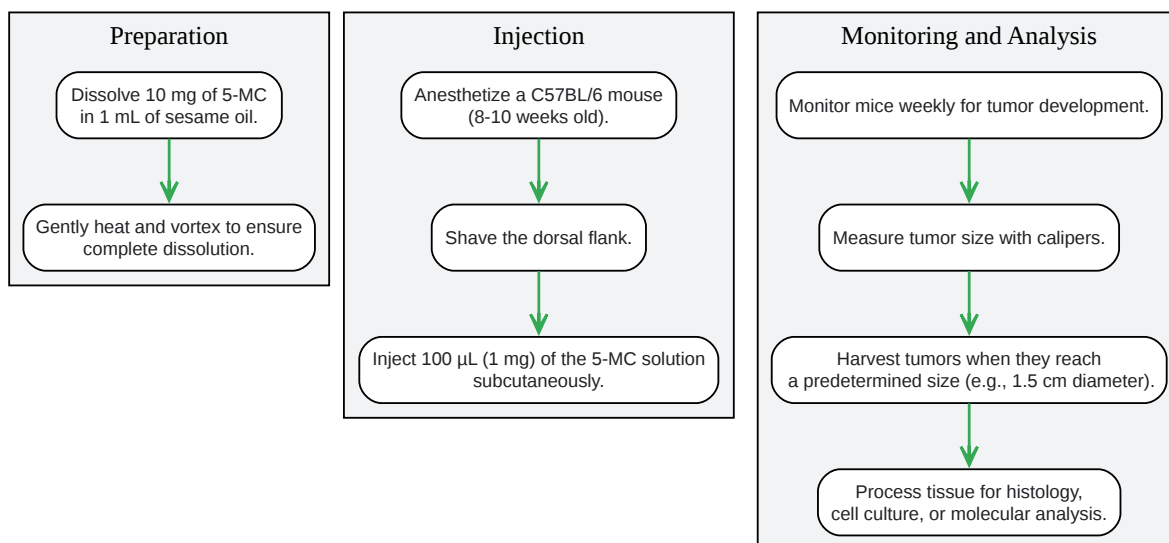 Preparation
Dissolve 10 mg of 5-MC
in 1 mL of sesame oil.
Gently heat and vortex to ensure
complete dissolution.
Injection
Anesthetize a C57BL/6 mouse
(8-10 weeks old).
Shave the dorsal flank.
Inject 100 µL (1 mg) of the 5-MC solution
subcutaneously.
Monitoring and Analysis
Monitor mice weekly for tumor development.
Measure tumor size with calipers.
Harvest tumors when they reach
a predetermined size (e.g., 1.5 cm diameter).
Process tissue for histology,
cell culture, or molecular analysis.